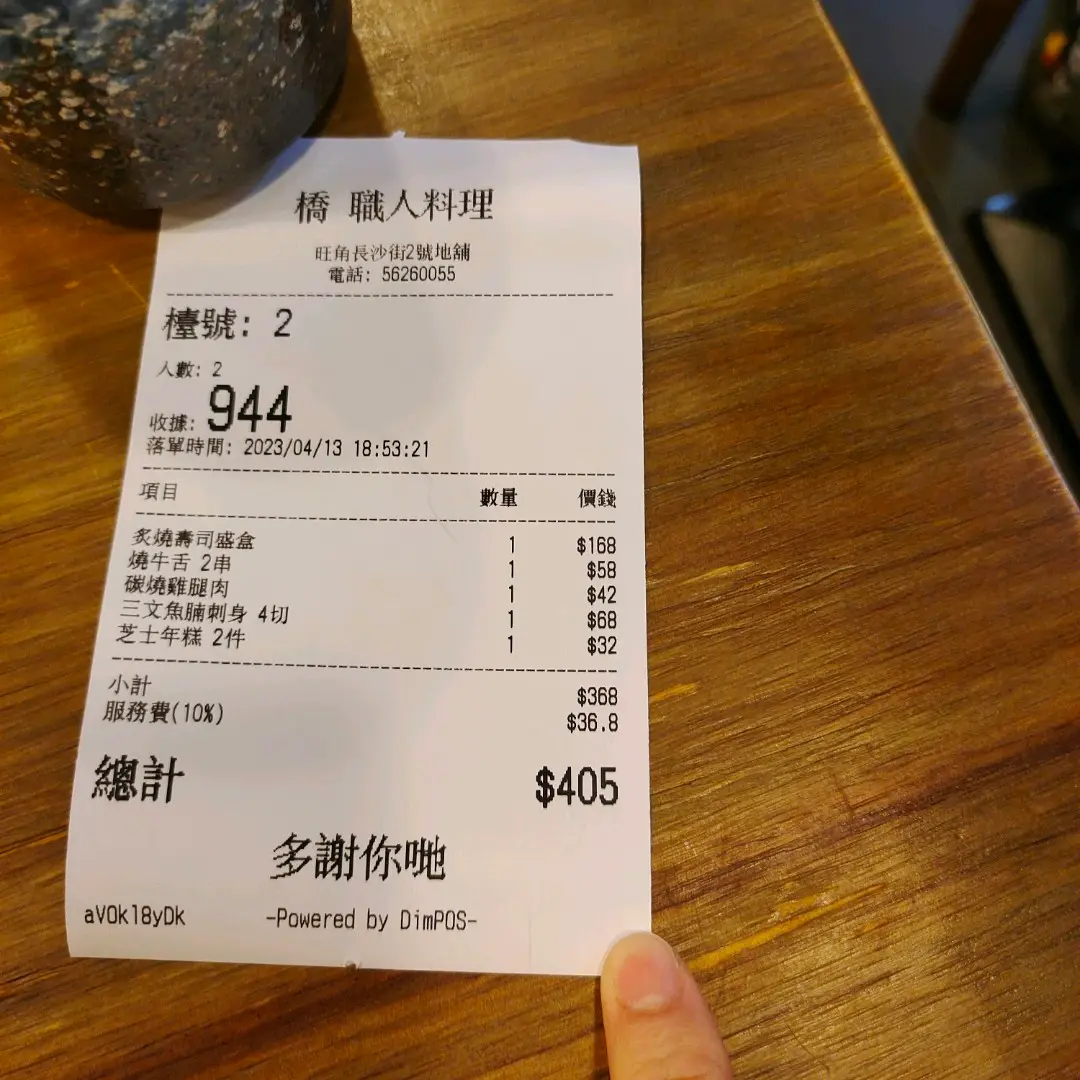 橋 職人料理
旺角長沙街2號地舖
電話: 56260055
檯號: 2
人數: 2
收據: 944
落單時間: 2023/04/13 18:53:21
項目 數量 價錢
炙燒壽司盛盒 1 $168
燒牛舌 2串 1 $58
碳燒雞腿肉 1 $42
三文魚腩刺身 4切 1 $68
芝士年糕 2件 1 $32
小計 $368
服務費(10%) $36.8
總計 $405
多謝你哋
aVOk18yDk -Powered by DimPOS-